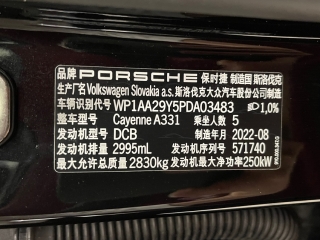 品牌 PORSCHE 保时捷 制造国 斯洛伐克
生产厂名 Volkswagen Slovakia a.s. 斯洛伐克大众汽车股份公司制造
车辆识别代号 WP1AA29Y5PDA03483 1,0%
整车型号 Cayenne A331 乘坐人数 5
发动机型号 DCB 制造年月 2022-08
发动机排量 2995mL 发动机序列号 571740
最大允许总质量 2830kg 发动机最大净功率 250kW